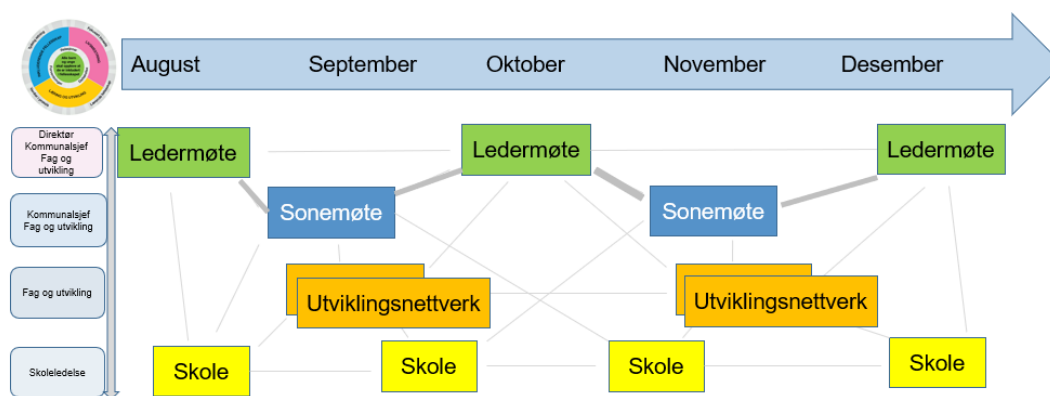 August
September
Oktober
November
Desember
Direktør
Kommunalsjef
Fag og
utvikling
Ledermøte
Ledermøte
Ledermøte
Kommunalsjef
Fag og utvikling
Sonemøte
Sonemøte
Fag og utvikling
Utviklingsnettverk
Utviklingsnettverk
Skoleledelse
Skole
Skole
Skole
Skole